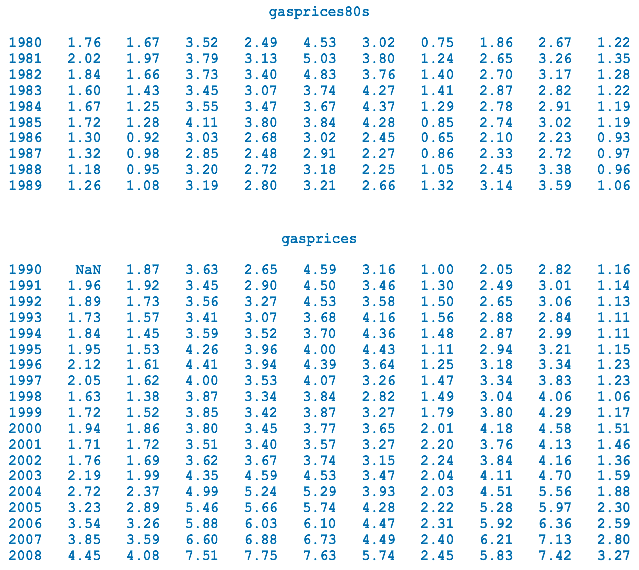 gasprices80s
1980 1.76 1.67 3.52 2.49 4.53 3.02 0.75 1.86 2.67 1.22
1981 2.02 1.97 3.79 3.13 5.03 3.80 1.24 2.65 3.26 1.35
1982 1.84 1.66 3.73 3.40 4.83 3.76 1.40 2.70 3.17 1.28
1983 1.60 1.43 3.45 3.07 3.74 4.27 1.41 2.87 2.82 1.22
1984 1.67 1.25 3.55 3.47 3.67 4.37 1.29 2.78 2.91 1.19
1985 1.72 1.28 4.11 3.80 3.84 4.28 0.85 2.74 3.02 1.19
1986 1.30 0.92 3.03 2.68 3.02 2.45 0.65 2.10 2.23 0.93
1987 1.32 0.98 2.85 2.48 2.91 2.27 0.86 2.33 2.72 0.97
1988 1.18 0.95 3.20 2.72 3.18 2.25 1.05 2.45 3.38 0.96
1989 1.26 1.08 3.19 2.80 3.21 2.66 1.32 3.14 3.59 1.06
gasprices
1990 NaN 1.87 3.63 2.65 4.59 3.16 1.00 2.05 2.82 1.16
1991 1.96 1.92 3.45 2.90 4.50 3.46 1.30 2.49 3.01 1.14
1992 1.89 1.73 3.56 3.27 4.53 3.58 1.50 2.65 3.06 1.13
1993 1.73 1.57 3.41 3.07 3.68 4.16 1.56 2.88 2.84 1.11
1994 1.84 1.45 3.59 3.52 3.70 4.36 1.48 2.87 2.99 1.11
1995 1.95 1.53 4.26 3.96 4.00 4.43 1.11 2.94 3.21 1.15
1996 2.12 1.61 4.41 3.94 4.39 3.64 1.25 3.18 3.34 1.23
1997 2.05 1.62 4.00 3.53 4.07 3.26 1.47 3.34 3.83 1.23
1998 1.63 1.38 3.87 3.34 3.84 2.82 1.49 3.04 4.06 1.06
1999 1.72 1.52 3.85 3.42 3.87 3.27 1.79 3.80 4.29 1.17
2000 1.94 1.86 3.80 3.45 3.77 3.65 2.01 4.18 4.58 1.51
2001 1.71 1.72 3.51 3.40 3.57 3.27 2.20 3.76 4.13 1.46
2002 1.76 1.69 3.62 3.67 3.74 3.15 2.24 3.84 4.16 1.36
2003 2.19 1.99 4.35 4.59 4.53 3.47 2.04 4.11 4.70 1.59
2004 2.72 2.37 4.99 5.24 5.29 3.93 2.03 4.51 5.56 1.88
2005 3.23 2.89 5.46 5.66 5.74 4.28 2.22 5.28 5.97 2.30
2006 3.54 3.26 5.88 6.03 6.10 4.47 2.31 5.92 6.36 2.59
2007 3.85 3.59 6.60 6.88 6.73 4.49 2.40 6.21 7.13 2.80
2008 4.45 4.08 7.51 7.75 7.63 5.74 2.45 5.83 7.42 3.27